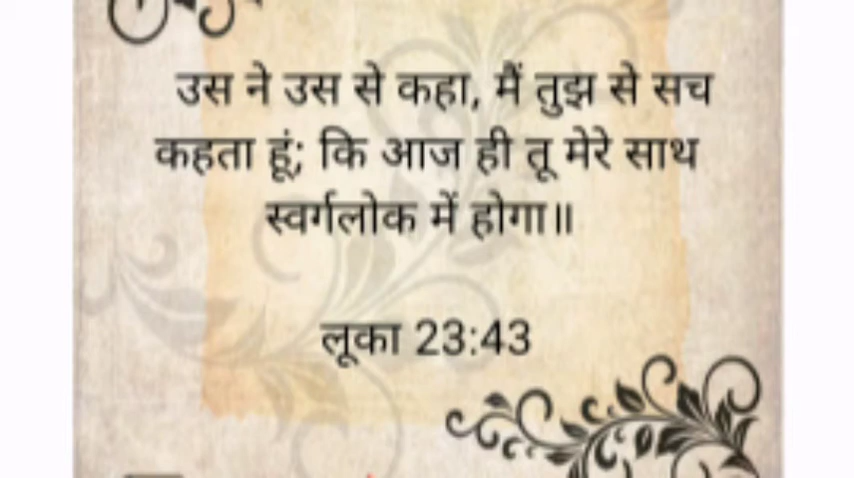 उस ने उस से कहा, मैं तुझ से सच
कहता हूं; कि आज ही तू मेरे साथ
स्वर्गलोक में होगा॥
लूका 23:43